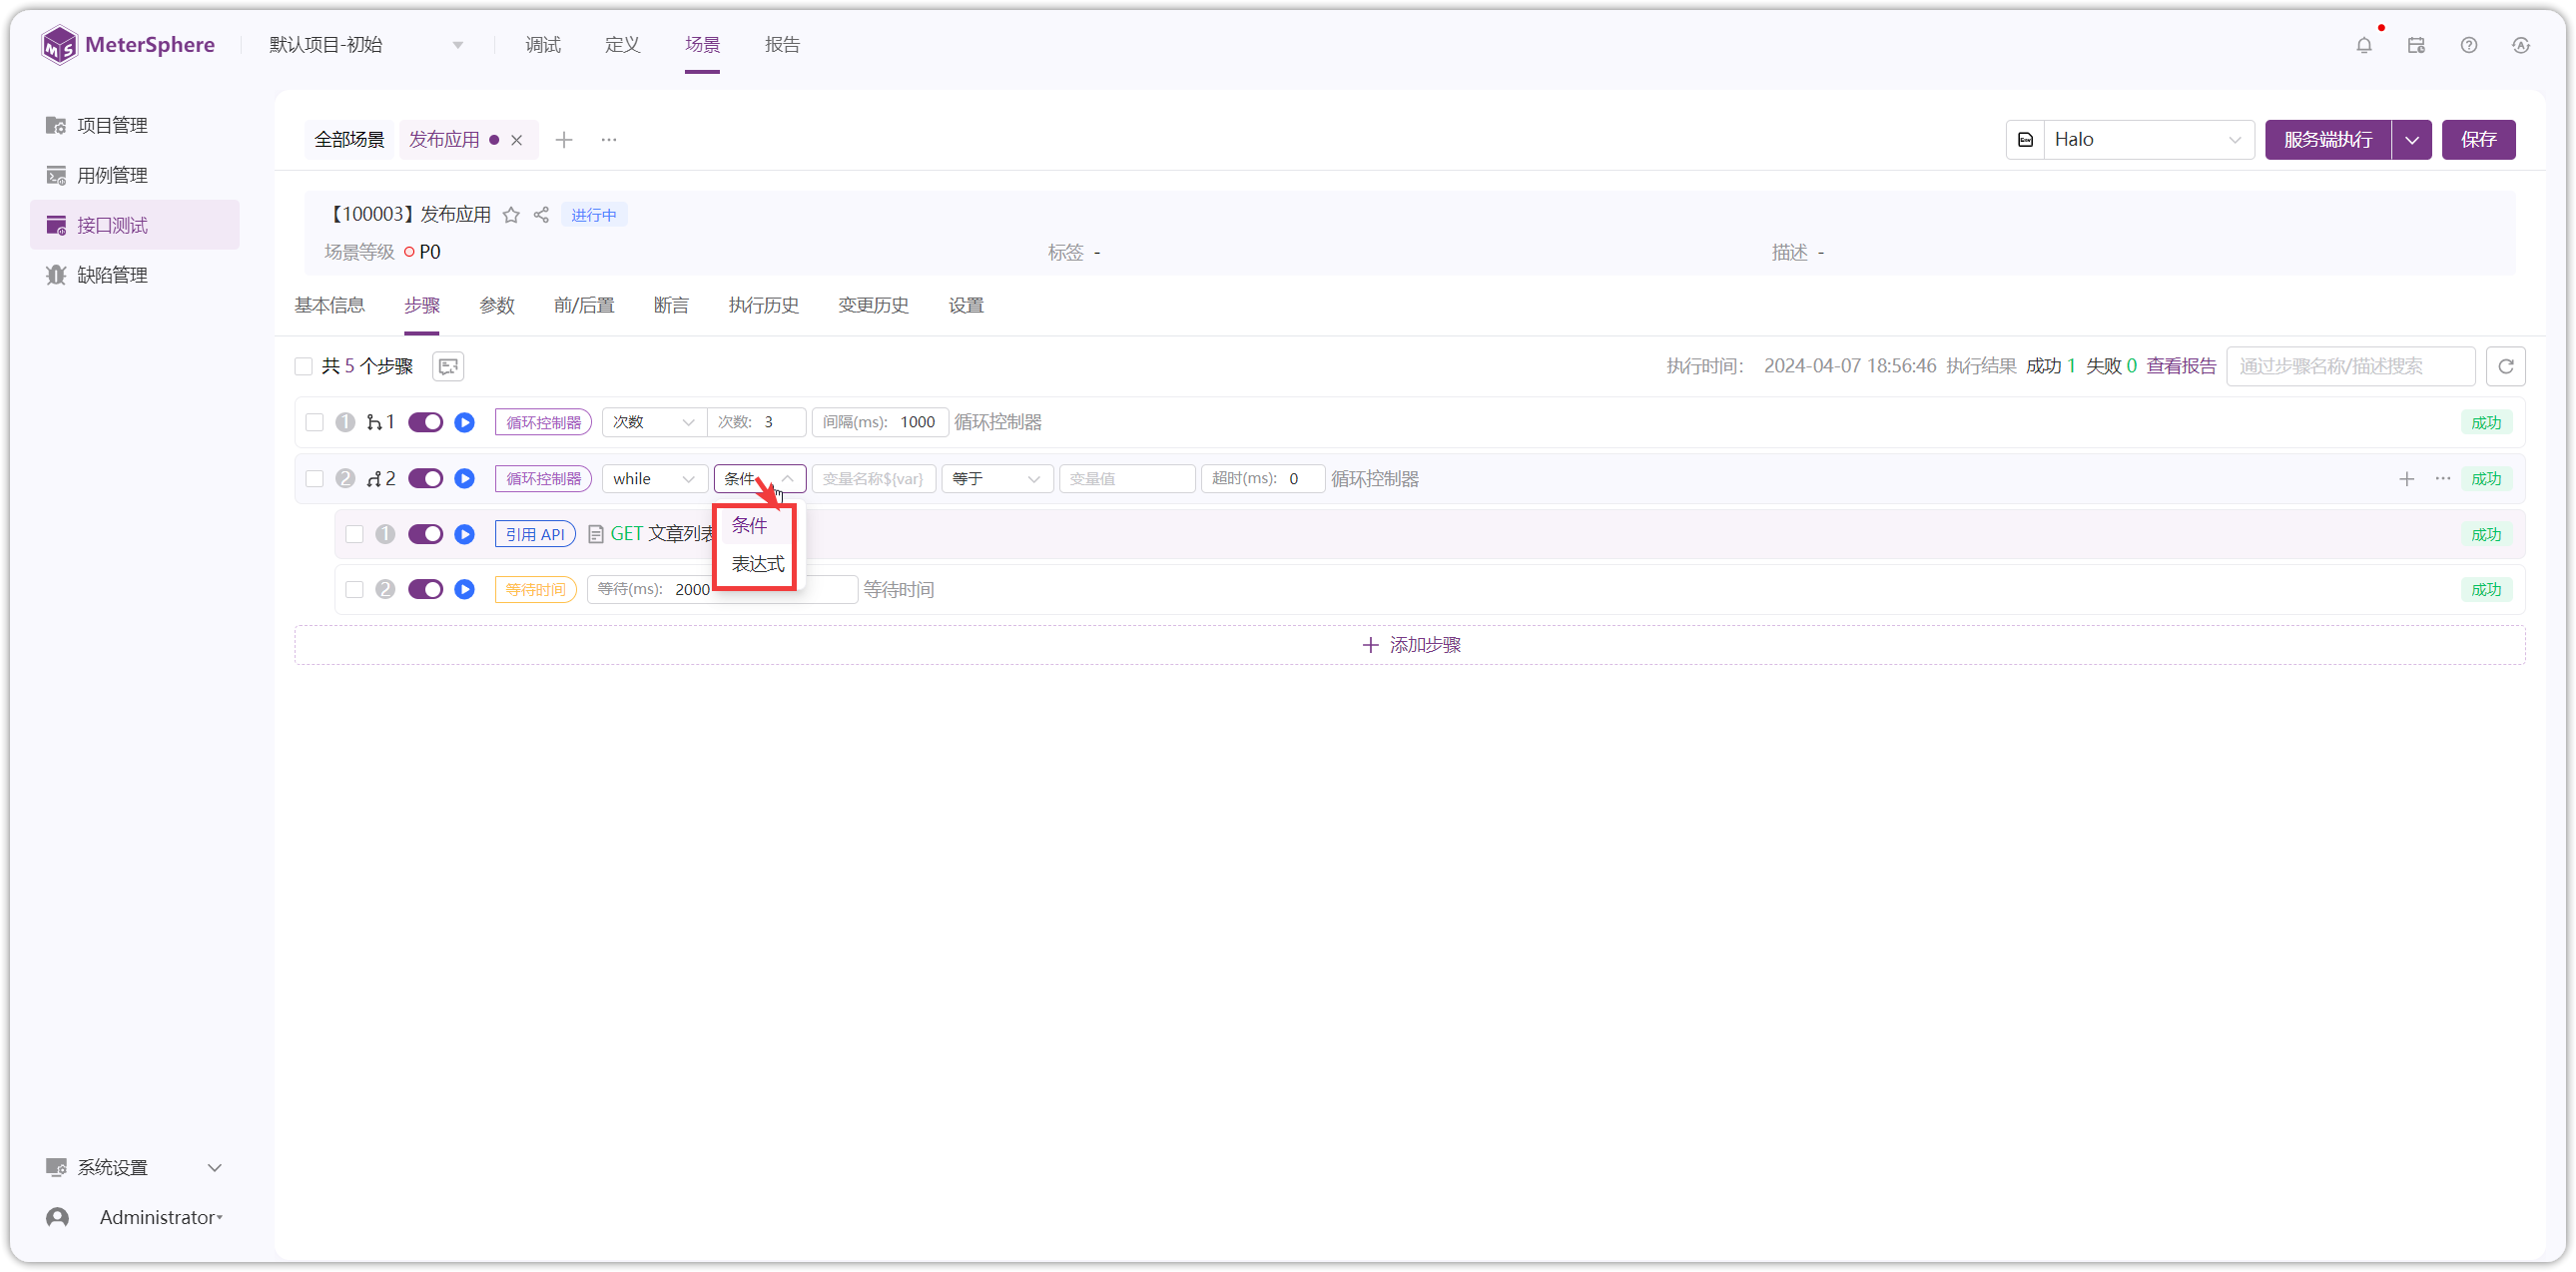 MeterSphere 默认项目-初始 调试 定义 场景 报告
项目管理
用例管理
接口测试
缺陷管理
全部场景 发布应用 Halo 服务端执行 保存
【100003】发布应用 进行中
场景等级 P0 标签 - 描述 -
基本信息 步骤 参数 前/后置 断言 执行历史 变更历史 设置
共 5 个步骤 执行时间: 2024-04-07 18:56:46 执行结果 成功 1 失败 0 查看报告 通过步骤名称/描述搜索
1 1 循环控制器 次数 次数: 3 间隔(ms): 1000 循环控制器 成功
2 2 循环控制器 while 条件 变量名称${var} 等于 变量值 超时(ms): 0 循环控制器 成功
条件
表达式
1 引用 API GET 文章列表 成功
2 等待时间 等待(ms): 2000 等待时间 成功
添加步骤
系统设置
Administrator